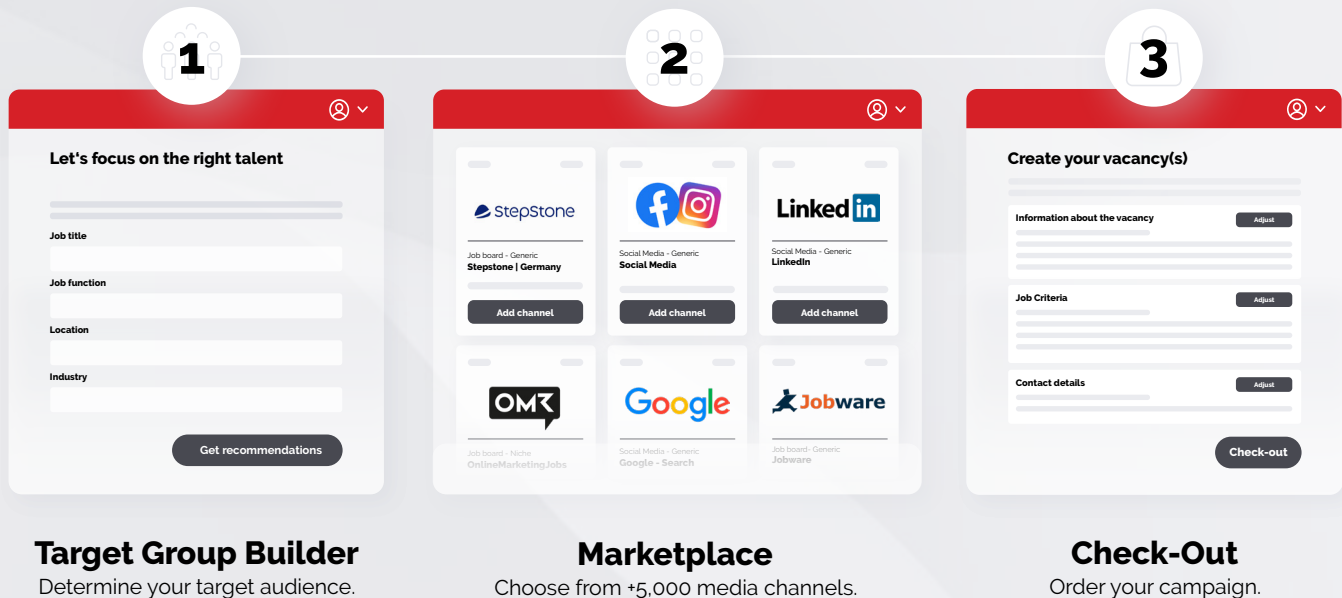 1
2
3
Let's focus on the right talent
Job title
Job function
Location
Industry
Get recommendations
StepStone
Job board - Generic
Stepstone | Germany
Add channel
Social Media - Generic
Social Media
Add channel
Linked in
Social Media - Generic
LinkedIn
Add channel
OMR
Job board - Niche
OnlineMarketingJobs
Google
Social Media - Generic
Google - Search
Jobware
Job board- Generic
Jobware
Create your vacancy(s)
Information about the vacancy
Adjust
Job Criteria
Adjust
Contact details
Adjust
Check-out
Target Group Builder
Determine your target audience.
Marketplace
Choose from +5,000 media channels.
Check-Out
Order your campaign.